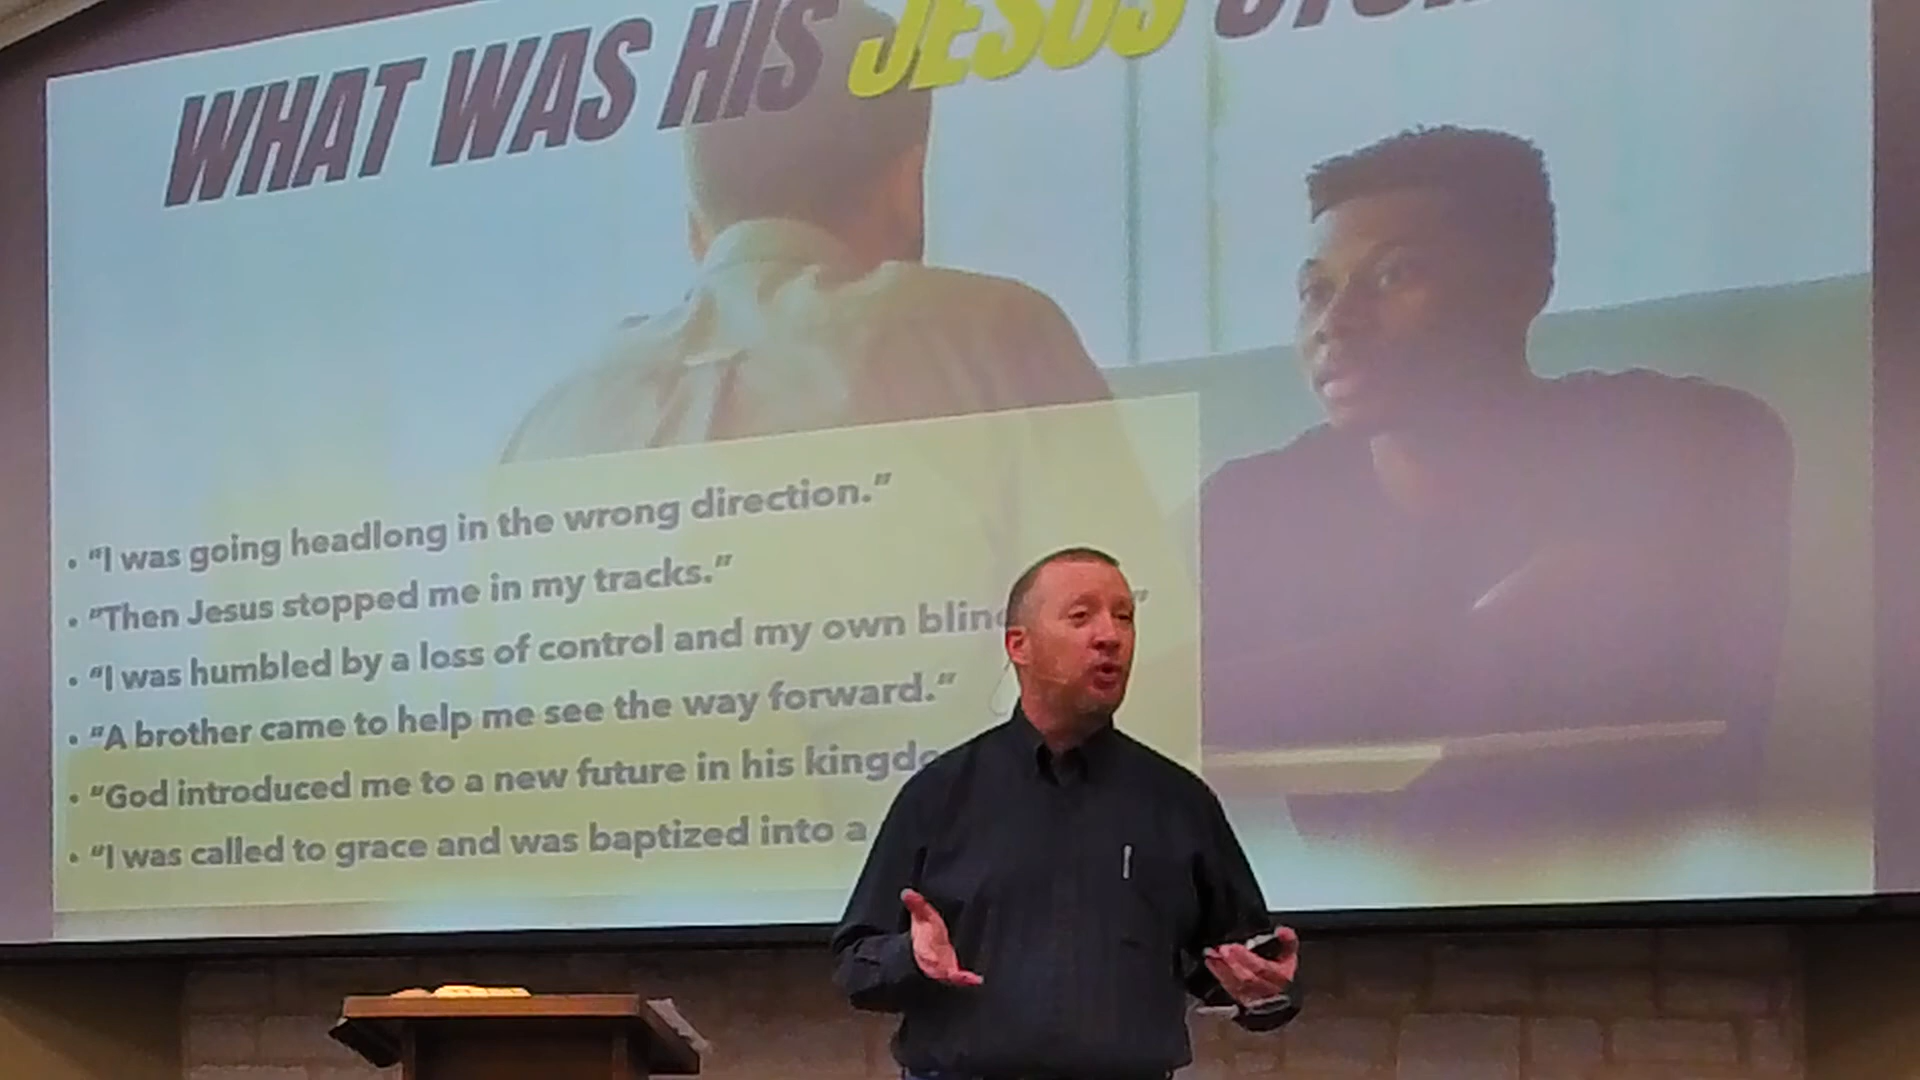 WHAT WAS HIS JESUS
• “I was going headlong in the wrong direction.”
• “Then Jesus stopped me in my tracks.”
• “I was humbled by a loss of control and my own
• “A brother came to help me see the way forward.”
• “God introduced me to a new future in his
• “I was called to grace and was baptized into a